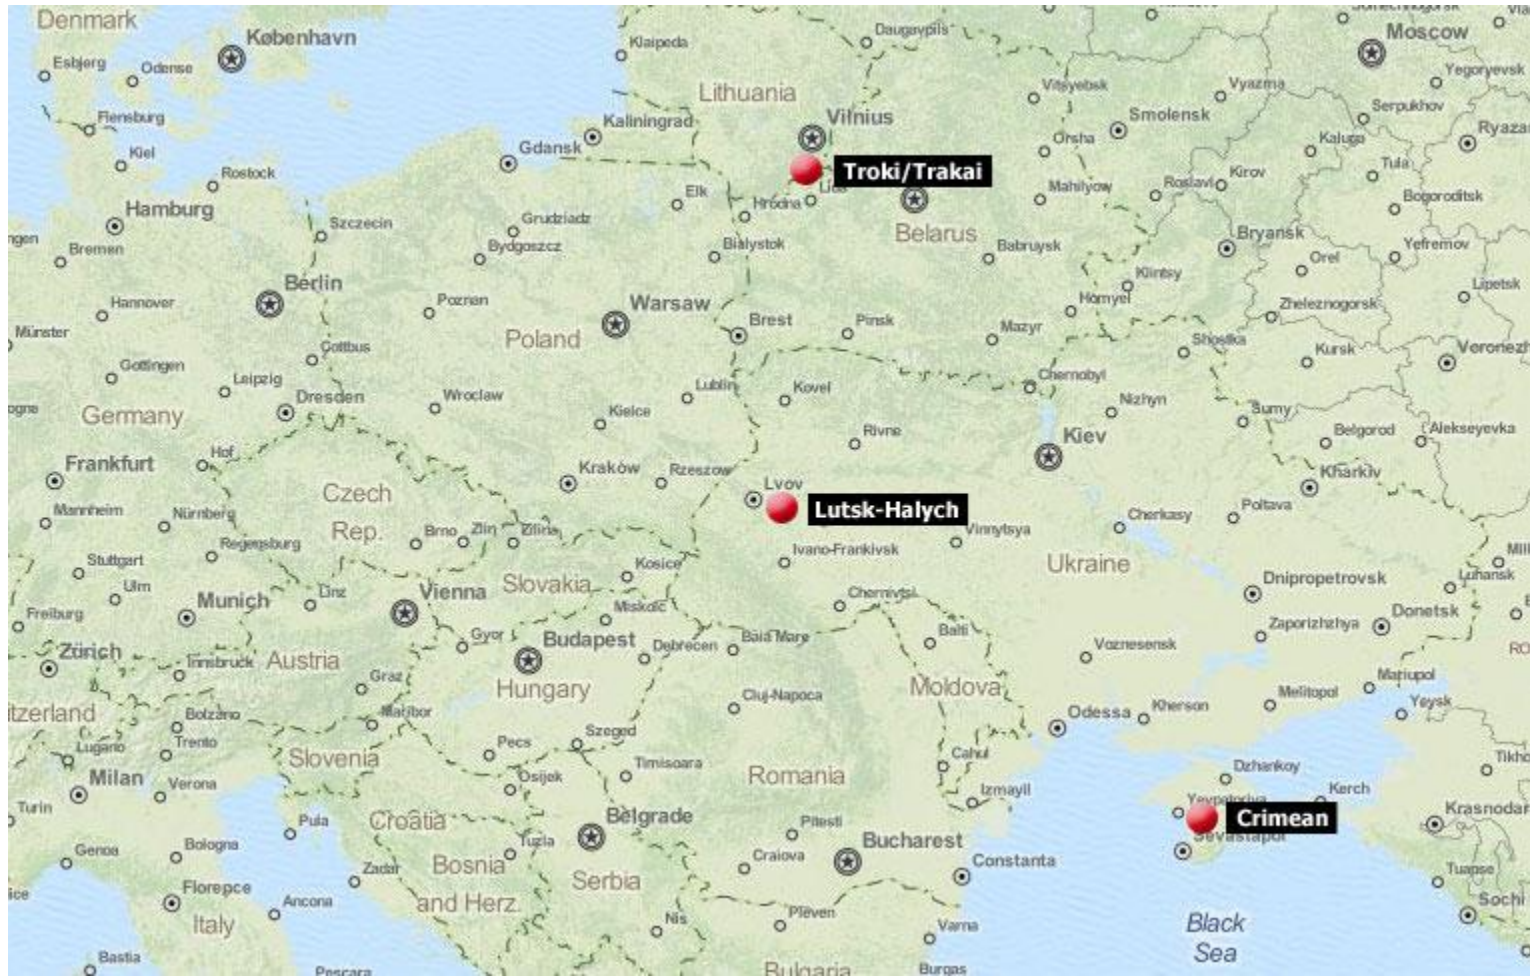 Denmark
København
Klaipeda
Daugavpils
Moscow
Esbjerg
Odense
Lithuania
Vitsyebsk
Vyazma
Yegoryevsk
Flensburg
Kaliningrad
Vilnius
Smolensk
Serpukhov
Kiel
Gdansk
Orsha
Kaluga
Rostock
Troki/Trakai
Tula
Elk
Hrodna
Mahilyow
Roslavl
Kirov
Hamburg
Szczecin
Grudziadz
Bogoroditsk
Bremen
Bydgoszcz
Bialystok
Belarus
Babruysk
Bryansk
Yefremov
Orel
Klintsy
Berlin
Lipetsk
Hannover
Poznan
Warsaw
Homyel
Zheleznogorsk
Münster
Poland
Brest
Pinsk
Mazyr
Shostka
Kursk
Cottbus
Gottingen
Chernobyl
Leipzig
Lublin
Kovel
Dresden
Wroclaw
Nizhyn
Germany
Kielce
Sumy
Rivne
Kiev
Belgorod
Alekseyevka
Hof
Frankfurt
Kraków
Rzeszow
Kharkiv
Lvov
Czech
Rep.
Mannheim
Nürnberg
Lutsk-Halych
Poltava
Cherkasy
Brno
Zlin
Zilina
Vinnytsya
Regensburg
Ivano-Frankivsk
Stuttgart
Kosice
Ukraine
Slovakia
Dnipropetrovsk
Luhansk
Ulm
Linz
Vienna
Chernivtsi
Munich
Miskolc
Donetsk
Freiburg
Zaporizhzhya
Gyor
Budapest
Debrecen
Baia Mare
Balti
Voznesensk
Zürich
Innsbruck
Austria
Graz
Hungary
Cluj-Napoca
Moldova
Mariupol
Melitopol
Yeysk
Bolzano
Maribor
Odessa
Kherson
Lugano
Trento
Slovenia
Pecs
Szeged
Cahul
Milan
Verona
Osijek
Timisoara
Romania
Dzhankoy
Izmayil
Kerch
Turin
Pula
Croatia
Belgrade
Pitesti
Crimean
Krasnodar
Genoa
Bologna
Tuzla
Bucharest
Sevastapol
Bosnia
and Herz.
Zadar
Craiova
Constanta
Serbia
Tuapse
Florence
Ancona
Sochi
Italy
Nis
Pleven
Varna
Black
Sea
Bastia
Pescara
Bulgaria
Burgas